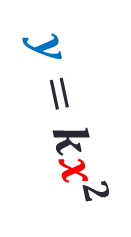 y = kx²